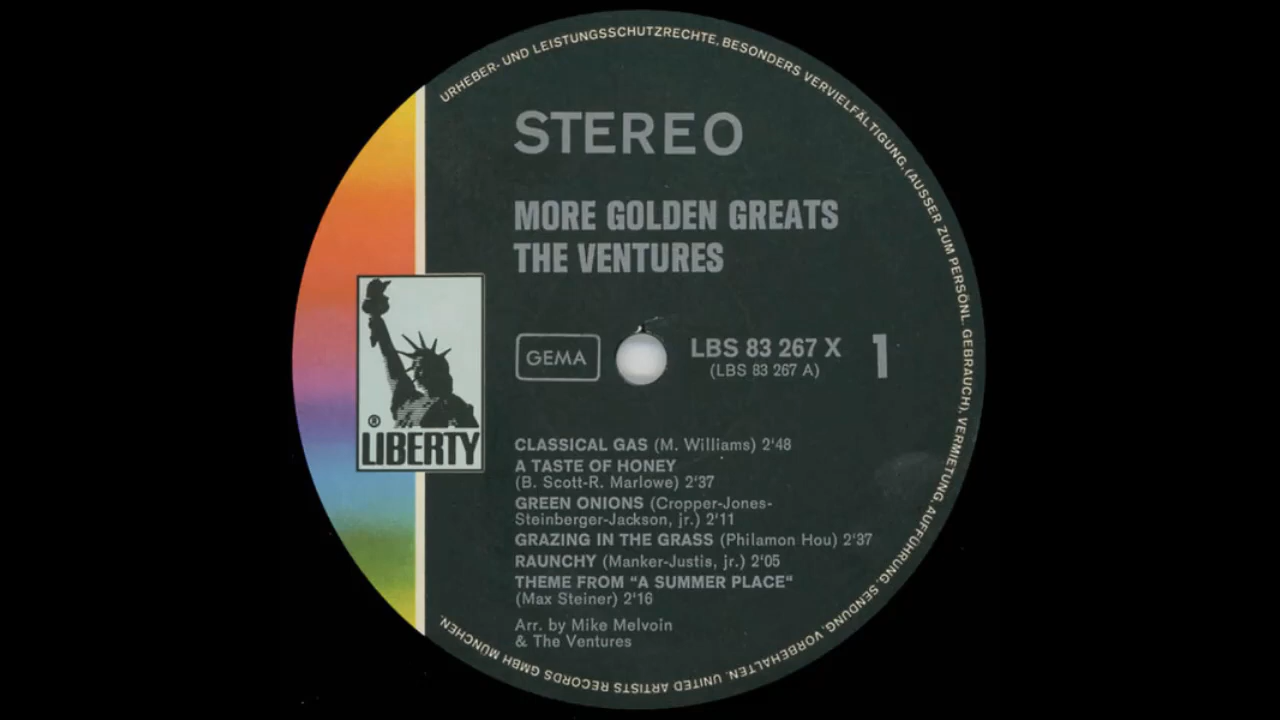 URHEBER- UND LEISTUNGSSCHUTZRECHTE, BESONDERS VERVIELFÄLTIGUNG, (AUSSER ZUM PERSÖNL. GEBRAUCH), VERMIETUNG, AUFFÜHRUNG, SENDUNG, VORBEHALTEN. UNITED ARTISTS RECORDS GMBH MÜNCHEN.
STEREO
MORE GOLDEN GREATS
THE VENTURES
GEMA
LBS 83 267 X
(LBS 83 267 A)
1
®
LIBERTY
CLASSICAL GAS (M. Williams) 2'48
A TASTE OF HONEY
(B. Scott-R. Marlowe) 2'37
GREEN ONIONS (Cropper-Jones-
Steinberger-Jackson, jr.) 2'11
GRAZING IN THE GRASS (Philamon Hou) 2'37
RAUNCHY (Manker-Justis, jr.) 2'05
THEME FROM "A SUMMER PLACE"
(Max Steiner) 2'16
Arr. by Mike Melvoin
& The Ventures